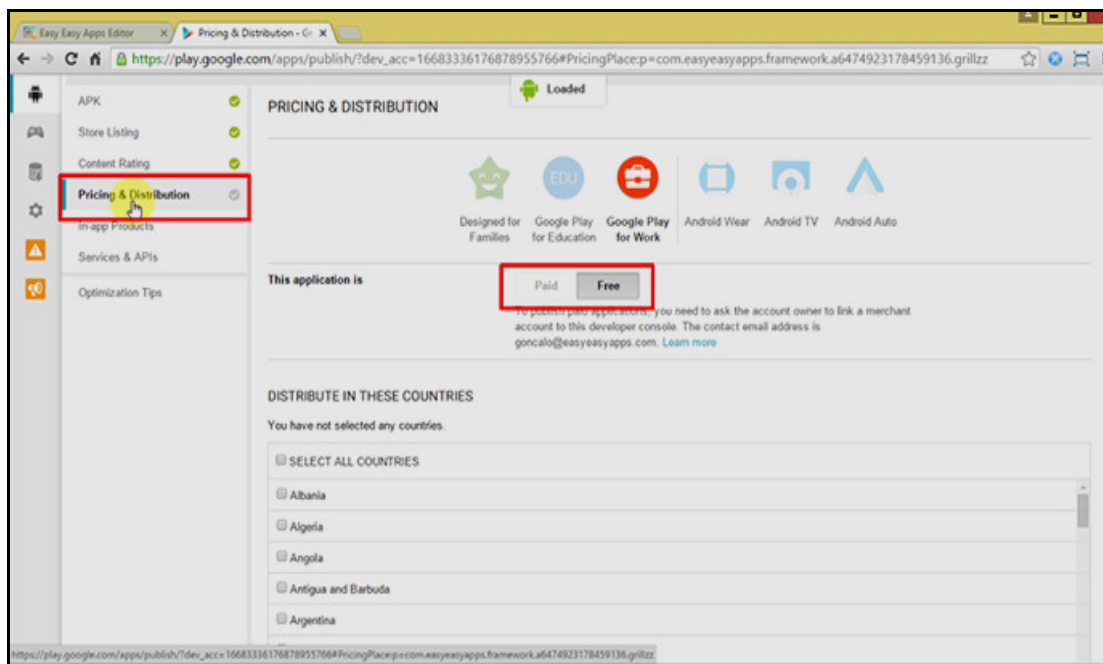 Easy Easy Apps Editor
Pricing & Distribution - G
https://play.google.com/apps/publish/?dev_acc=16683336176878955766#PricingPlace:p=com.easyeasyapps.framework.a6474923178459136.grillzz
Loaded
APK
Store Listing
Content Rating
Pricing & Distribution
In-app Products
Services & APIs
Optimization Tips
PRICING & DISTRIBUTION
EDU
Designed for
Families
Google Play
for Education
Google Play
for Work
Android Wear
Android TV
Android Auto
This application is
Paid
Free
To publish paid applications, you need to ask the account owner to link a merchant
account to this developer console. The contact email address is
goncalo@easyeasyapps.com. Learn more
DISTRIBUTE IN THESE COUNTRIES
You have not selected any countries.
SELECT ALL COUNTRIES
Albania
Algeria
Angola
Antigua and Barbuda
Argentina
https://play.google.com/apps/publish/?dev_acc=16683336176878955766#PricingPlace:p=com.easyeasyapps.framework.a6474923178459136.grillzz